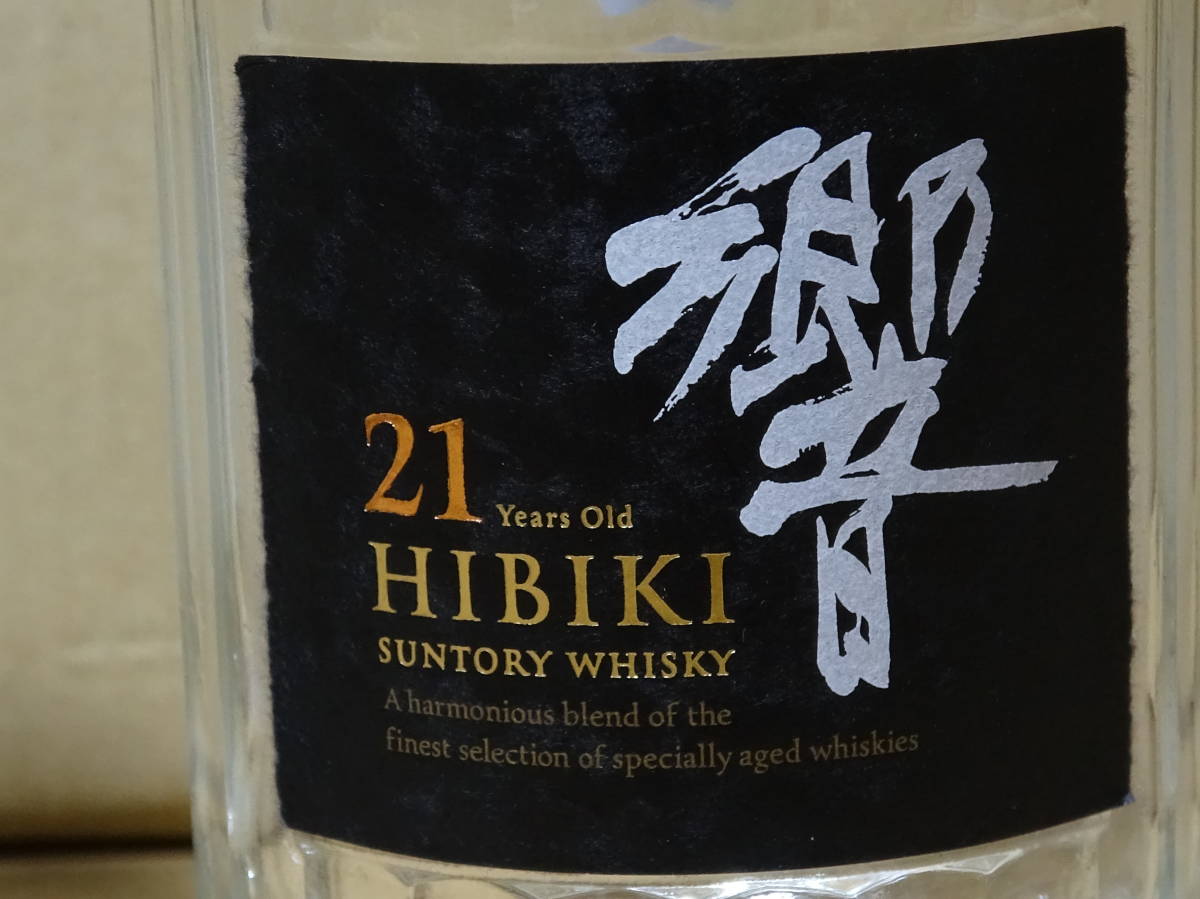 響
21 Years Old
HIBIKI
SUNTORY WHISKY
A harmonious blend of the
finest selection of specially aged whiskies